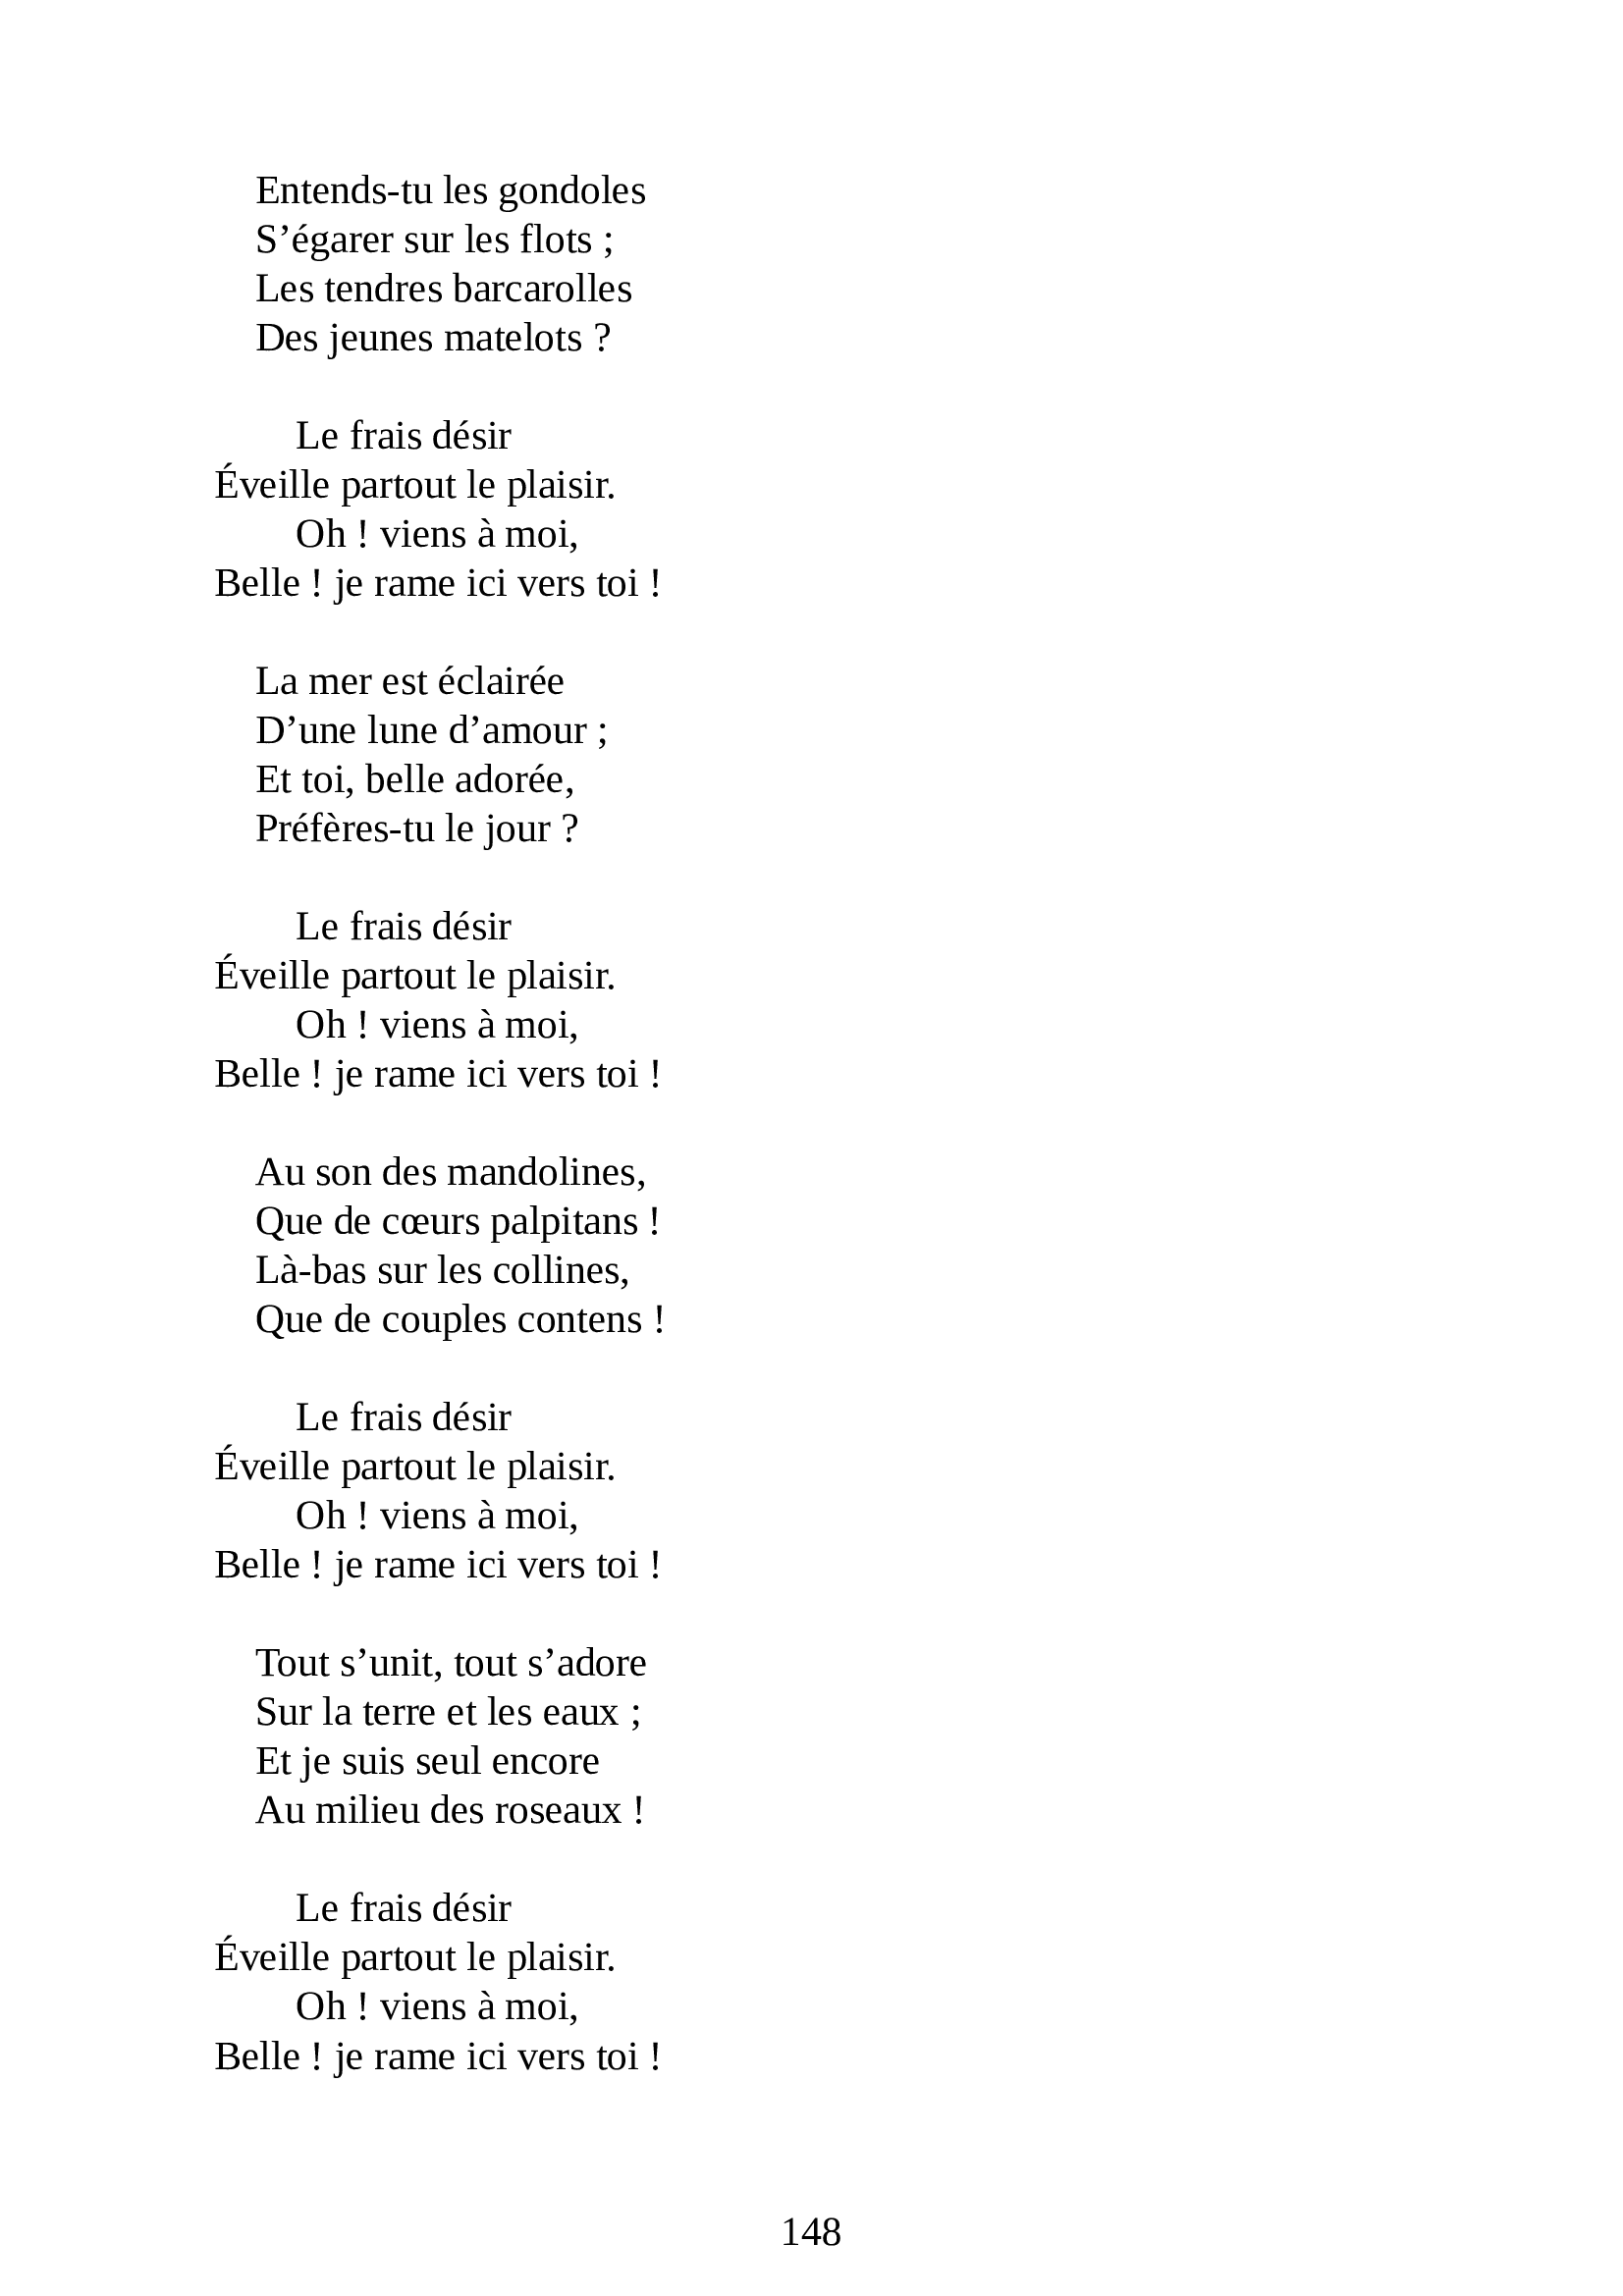 Entends-tu les gondoles
S’égarer sur les flots ;
Les tendres barcarolles
Des jeunes matelots ?

Le frais désir
Éveille partout le plaisir.
Oh ! viens à moi,
Belle ! je rame ici vers toi !

La mer est éclairée
D’une lune d’amour ;
Et toi, belle adorée,
Préfères-tu le jour ?

Le frais désir
Éveille partout le plaisir.
Oh ! viens à moi,
Belle ! je rame ici vers toi !

Au son des mandolines,
Que de cœurs palpitans !
Là-bas sur les collines,
Que de couples contens !

Le frais désir
Éveille partout le plaisir.
Oh ! viens à moi,
Belle ! je rame ici vers toi !

Tout s’unit, tout s’adore
Sur la terre et les eaux ;
Et je suis seul encore
Au milieu des roseaux !

Le frais désir
Éveille partout le plaisir.
Oh ! viens à moi,
Belle ! je rame ici vers toi !

148